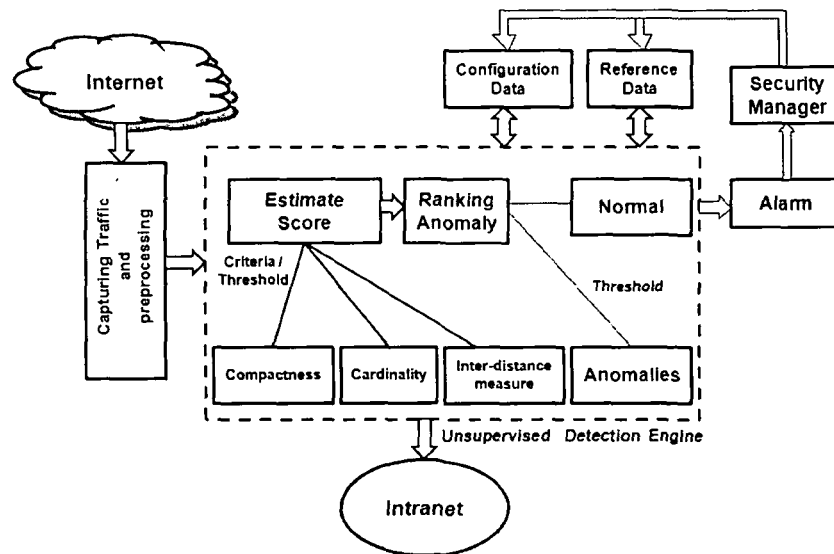 Internet
Configuration
Data
Reference
Data
Security
Manager
Capturing Traffic
and
preprocessing
Estimate
Score
Ranking
Anomaly
Normal
Alarm
Criteria /
Threshold
Threshold
Compactness
Cardinality
Inter-distance
measure
Anomalies
Unsupervised Detection Engine
Intranet